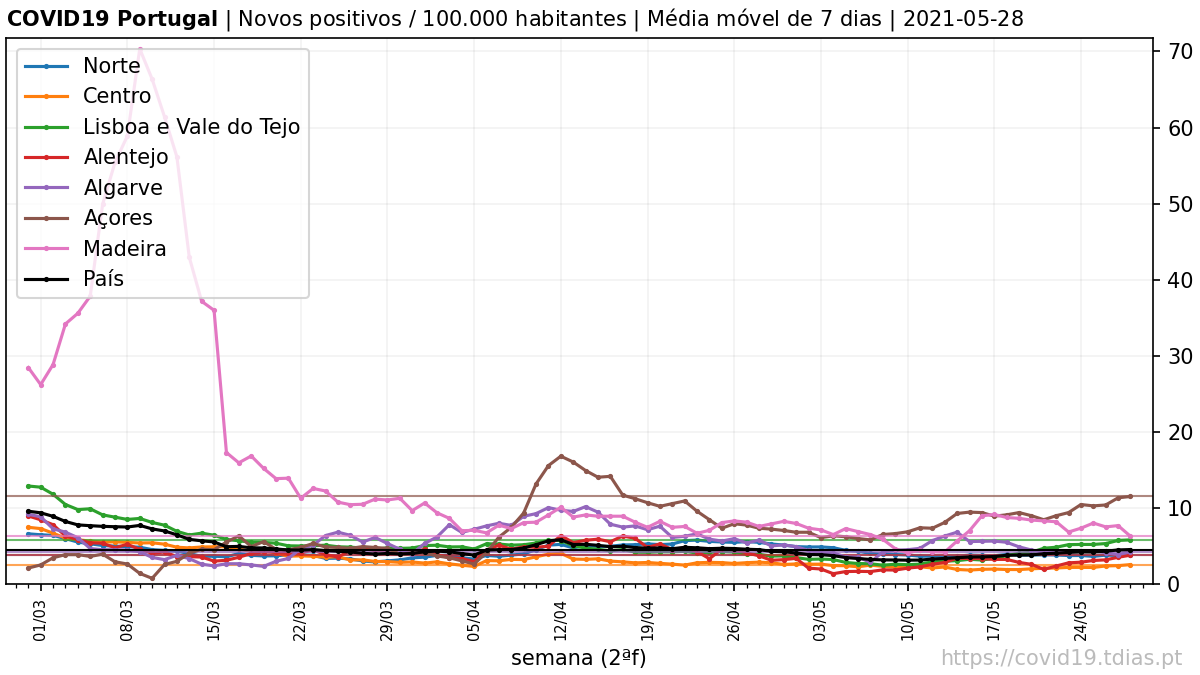 COVID19 Portugal | Novos positivos / 100.000 habitantes | Média móvel de 7 dias | 2021-05-28
Norte
Centro
Lisboa e Vale do Tejo
Alentejo
Algarve
Açores
Madeira
País
70
60
50
40
30
20
10
0
01/03
08/03
15/03
22/03
29/03
05/04
12/04
19/04
26/04
03/05
10/05
17/05
24/05
semana (2ªf)
https://covid19.tdias.pt